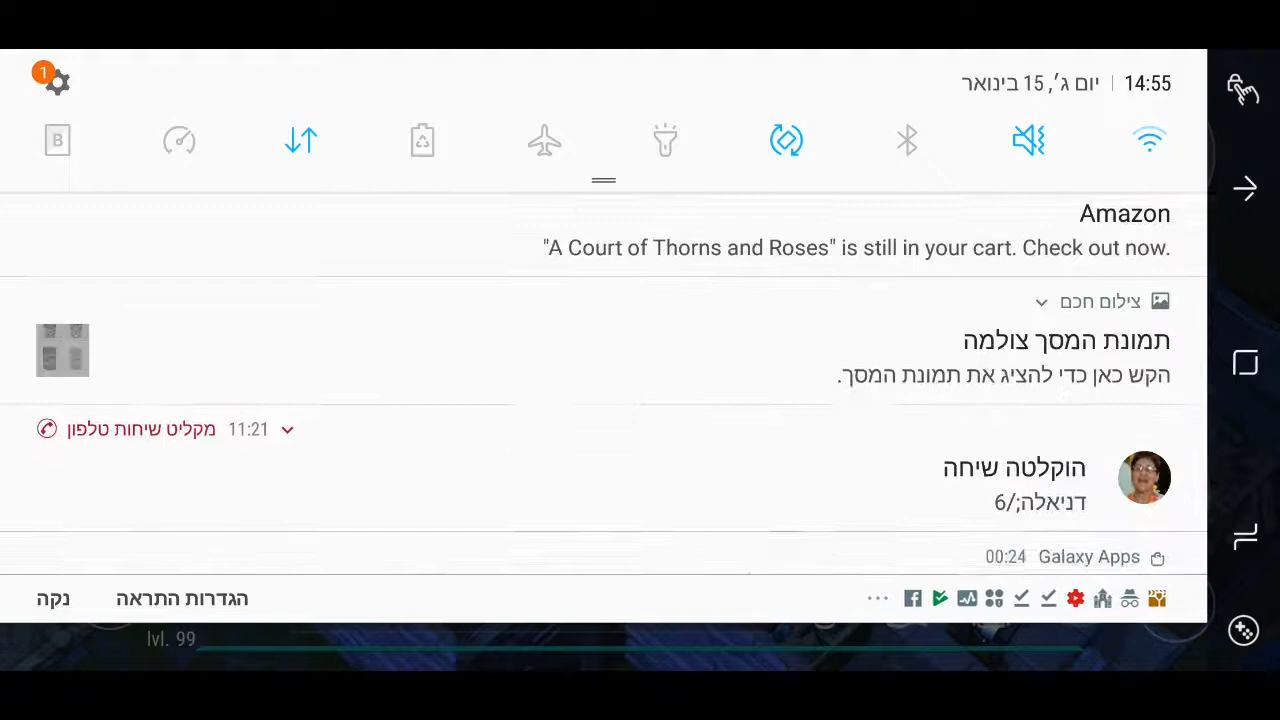 1
14:55 | יום ג׳, 15 בינואר
B
Amazon
"A Court of Thorns and Roses" is still in your cart. Check out now.
צילום חכם
תמונת המסך צולמה
הקש כאן כדי להציג את תמונת המסך.
מקליט שיחות טלפון 11:21
הוקלטה שיחה
דניאלה;/6
Galaxy Apps 00:24
הגדרות התראה
נקה
lvl. 99